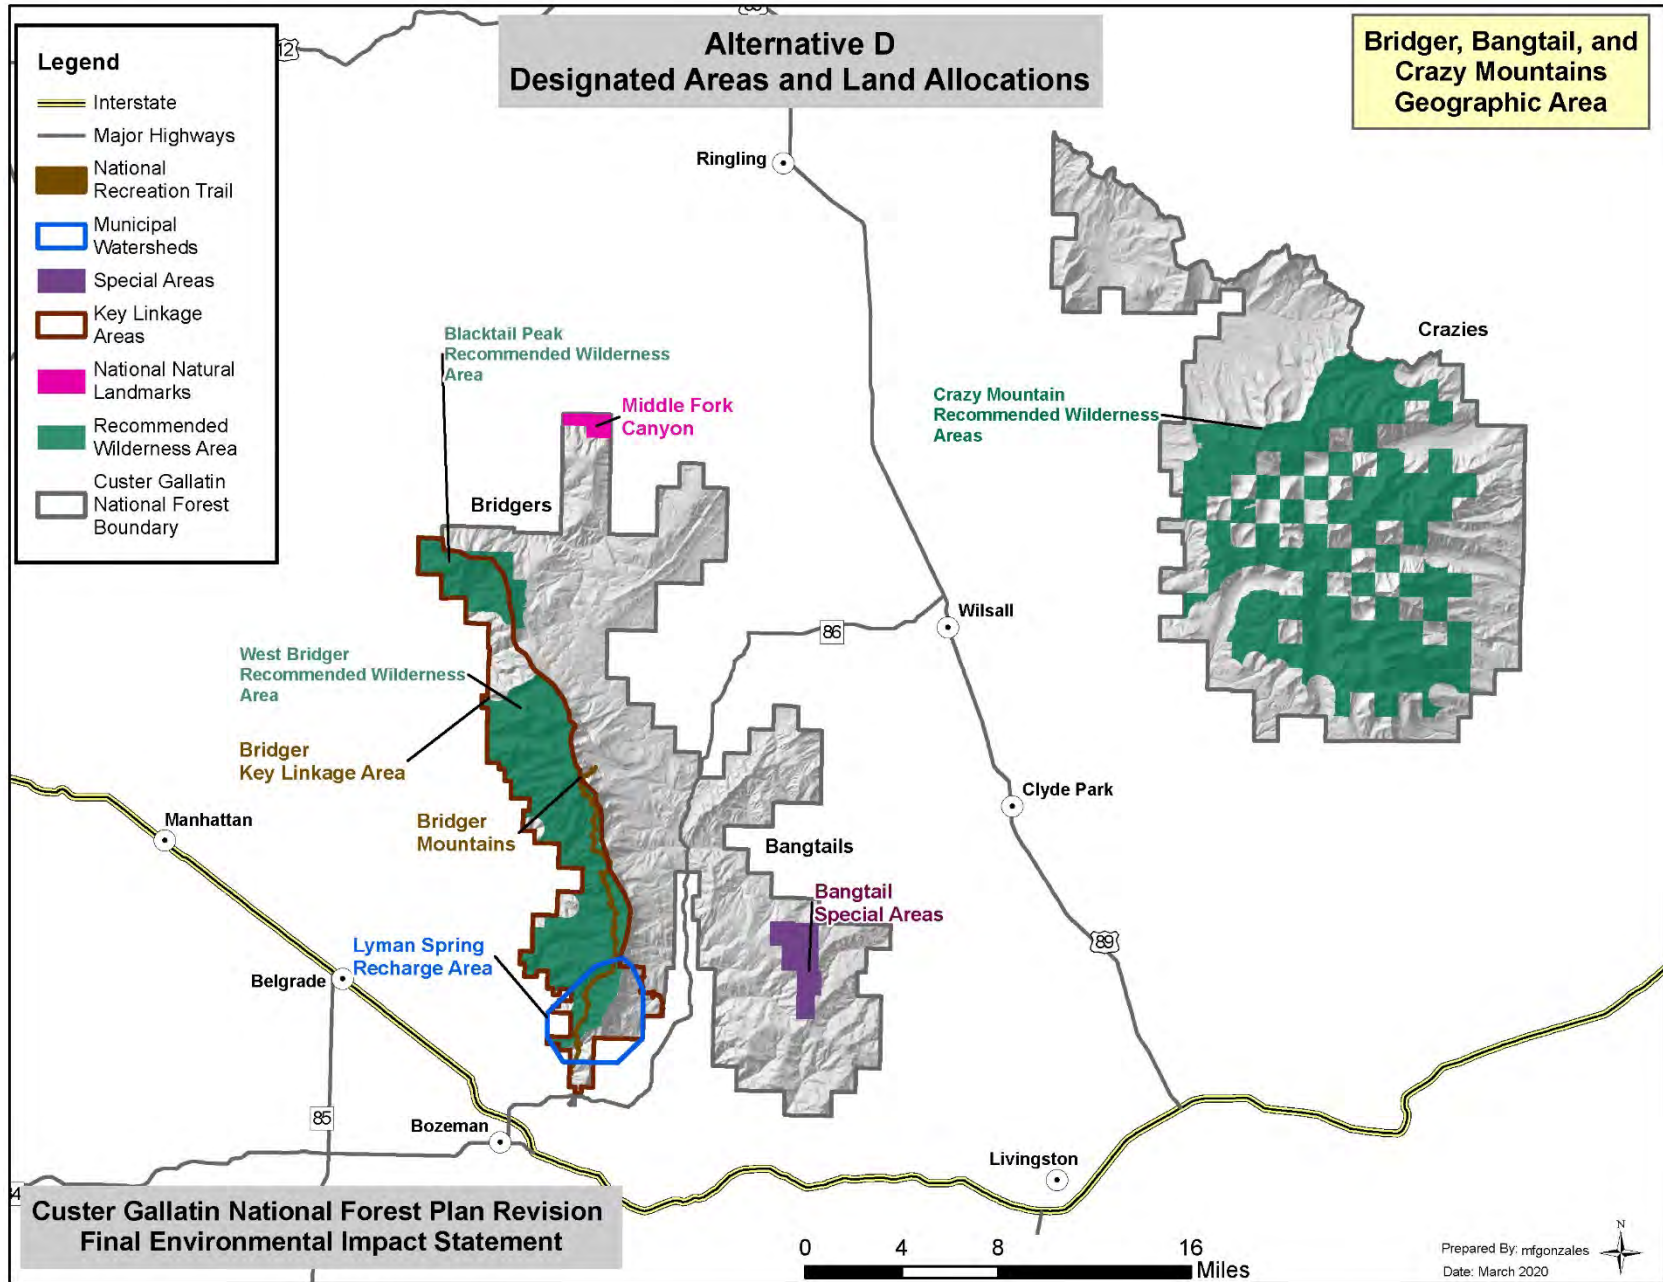 Alternative D
Designated Areas and Land Allocations
Bridger, Bangtail, and
Crazy Mountains
Geographic Area
Legend
Interstate
Major Highways
National
Recreation Trail
Municipal
Watersheds
Special Areas
Key Linkage
Areas
National Natural
Landmarks
Recommended
Wilderness Area
Custer Gallatin
National Forest
Boundary
12
Ringling
Crazies
Blacktail Peak
Recommended Wilderness
Area
Middle Fork
Canyon
Crazy Mountain
Recommended Wilderness
Areas
Bridgers
Wilsall
86
West Bridger
Recommended Wilderness
Area
Bridger
Key Linkage Area
Clyde Park
Manhattan
Bridger
Mountains
Bangtails
Bangtail
Special Areas
Lyman Spring
Recharge Area
89
Belgrade
85
Bozeman
Livingston
Custer Gallatin National Forest Plan Revision
Final Environmental Impact Statement
0 4 8 16
Miles
N
Prepared By: mfgonzales
Date: March 2020